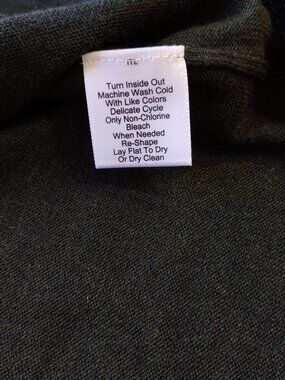 Turn Inside Out
Machine Wash Cold
With Like Colors
Delicate Cycle
Only Non-Chlorine
Bleach
When Needed
Re-Shape
Lay Flat To Dry
Or Dry Clean